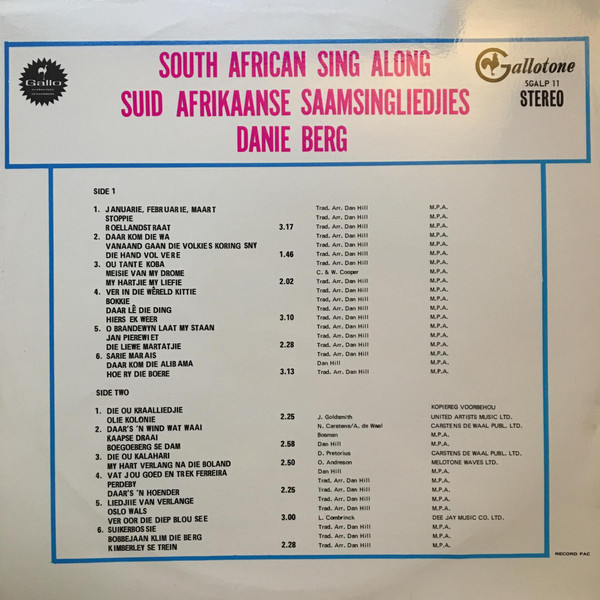 Gallo
SOUTH AFRICAN SING ALONG
Gallotone
SGALP 11
SUID AFRIKAANSE SAAMSINGLIEDJIES
STEREO
DANIE BERG
SIDE 1
1. JANUARIE, FEBRUARIE, MAART Trad. Arr. Dan Hill M.P.A.
STOPPIE Trad. Arr. Dan Hill M.P.A.
ROELLANDSTRAAT 3.17 Trad. Arr. Dan Hill M.P.A.
2. DAAR KOM DIE WA Trad. Arr. Dan Hill M.P.A.
VANAAND GAAN DIE VOLKIES KORING SNY Trad. Arr. Dan Hill M.P.A.
DIE HAND VOL VERE 1.46 Trad. Arr. Dan Hill M.P.A.
3. OU TANTE KOBA Trad. Arr. Dan Hill M.P.A.
MEISIE VAN MY DROME C. & W. Cooper M.P.A.
MY HARTJIE MY LIEFIE 2.02 Trad. Arr. Dan Hill M.P.A.
4. VER IN DIE WÊRELD KITTIE Trad. Arr. Dan Hill M.P.A.
BOKKIE Trad. Arr. Dan Hill M.P.A.
DAAR LÊ DIE DING Trad. Arr. Dan Hill M.P.A.
HIERS EK WEER 3.10 Trad. Arr. Dan Hill M.P.A.
5. O BRANDEWYN LAAT MY STAAN Trad. Arr. Dan Hill M.P.A.
JAN PIEREWIET Trad. Arr. Dan Hill M.P.A.
DIE LIEWE MARTATJIE 2.28 Trad. Arr. Dan Hill M.P.A.
6. SARIE MARAIS Trad. Arr. Dan Hill M.P.A.
DAAR KOM DIE ALIBAMA Dan Hill M.P.A.
HOE RY DIE BOERE 3.13 Trad. Arr. Dan Hill M.P.A.
SIDE TWO
1. DIE OU KRAALLIEDJIE KOPIEREG VOORBEHOU
OLIE KOLONIE 2.25 J. Goldsmith UNITED ARTISTS MUSIC LTD.
2. DAAR'S 'N WIND WAT WAAI N. Carstens/A. de Waal CARSTENS DE WAAL PUBL. LTD.
KAAPSE DRAAI Bosman M.P.A.
BOEGOEBERG SE DAM 2.58 Dan Hill M.P.A.
3. DIE OU KALAHARI D. Pretorius CARSTENS DE WAAL PUBL. LTD.
MY HART VERLANG NA DIE BOLAND 2.50 O. Andreson MELOTONE WAVES LTD.
4. VAT JOU GOED EN TREK FERREIRA Dan Hill M.P.A.
PERDEBY Trad. Arr. Dan Hill M.P.A.
DAAR'S 'N HOENDER 2.25 Trad. Arr. Dan Hill M.P.A.
5. LIEDJIIE VAN VERLANGE Trad. Arr. Dan Hill M.P.A.
OSLO WALS Trad. Arr. Dan Hill M.P.A.
VER OOR DIE DIEP BLOU SEE 3.00 L. Combrinck DEE JAY MUSIC CO. LTD.
6. SUIKERBOSSIE Trad. Arr. Dan Hill M.P.A.
BOBBEJAAN KLIM DIE BERG Trad. Arr. Dan Hill M.P.A.
KIMBERLEY SE TREIN 2.28 Trad. Arr. Dan Hill M.P.A.
RECORD PAC